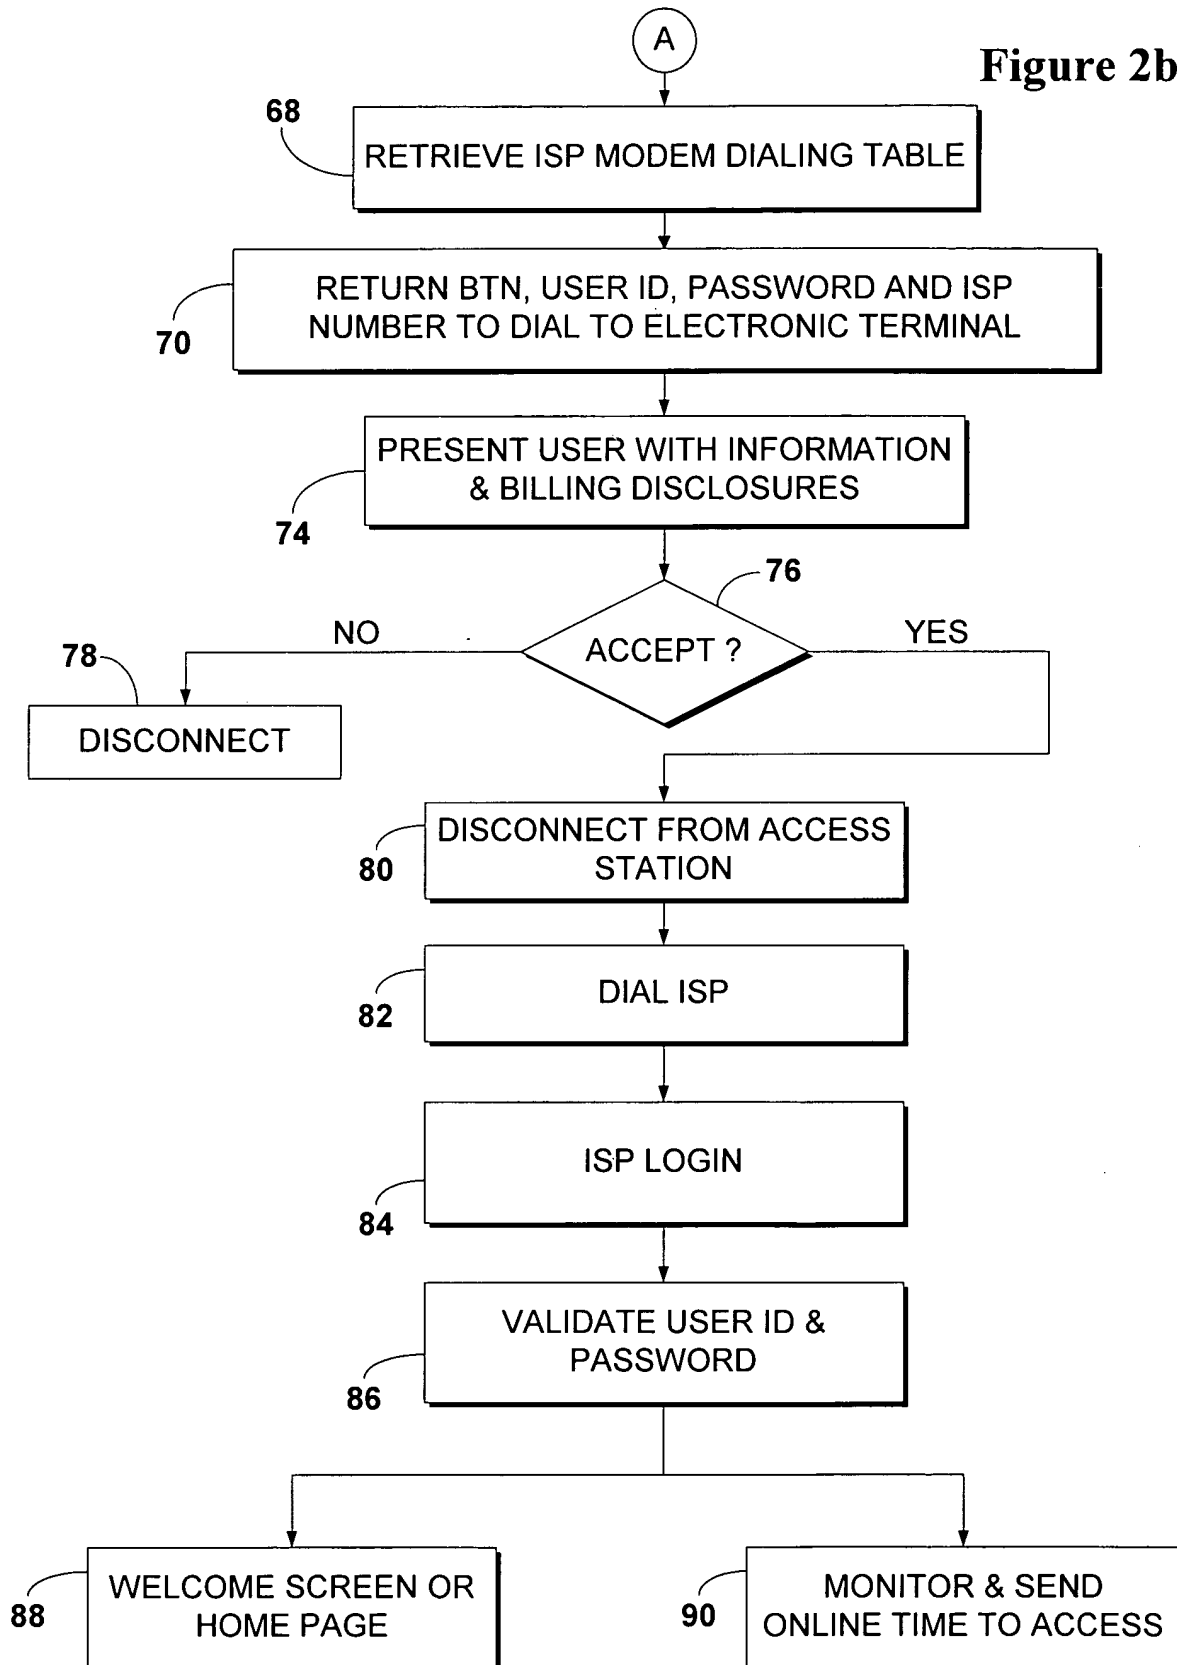 A
Figure 2b
68
RETRIEVE ISP MODEM DIALING TABLE
RETURN BTN, USER ID, PASSWORD AND ISP
NUMBER TO DIAL TO ELECTRONIC TERMINAL
70
PRESENT USER WITH INFORMATION
& BILLING DISCLOSURES
74
76
NO
YES
ACCEPT ?
78
DISCONNECT
DISCONNECT FROM ACCESS
STATION
80
DIAL ISP
82
ISP LOGIN
84
VALIDATE USER ID &
PASSWORD
86
WELCOME SCREEN OR
HOME PAGE
88
MONITOR & SEND
ONLINE TIME TO ACCESS
90